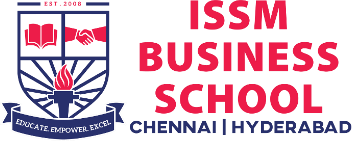 EST. 2008
EDUCATE. EMPOWER. EXCEL
ISSM
BUSINESS
SCHOOL
CHENNAI | HYDERABAD